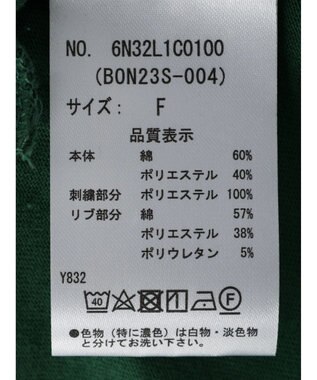 NO. 6N32L1C0100
(BON23S-004)
サイズ: F
品質表示
本体 綿 60%
ポリエステル 40%
刺繍部分 ポリエステル 100%
リブ部分 綿 57%
ポリエステル 38%
ポリウレタン 5%
Y832
40 F
●色物（特に濃色）は白物・淡色物
と分けてお洗い下さい。